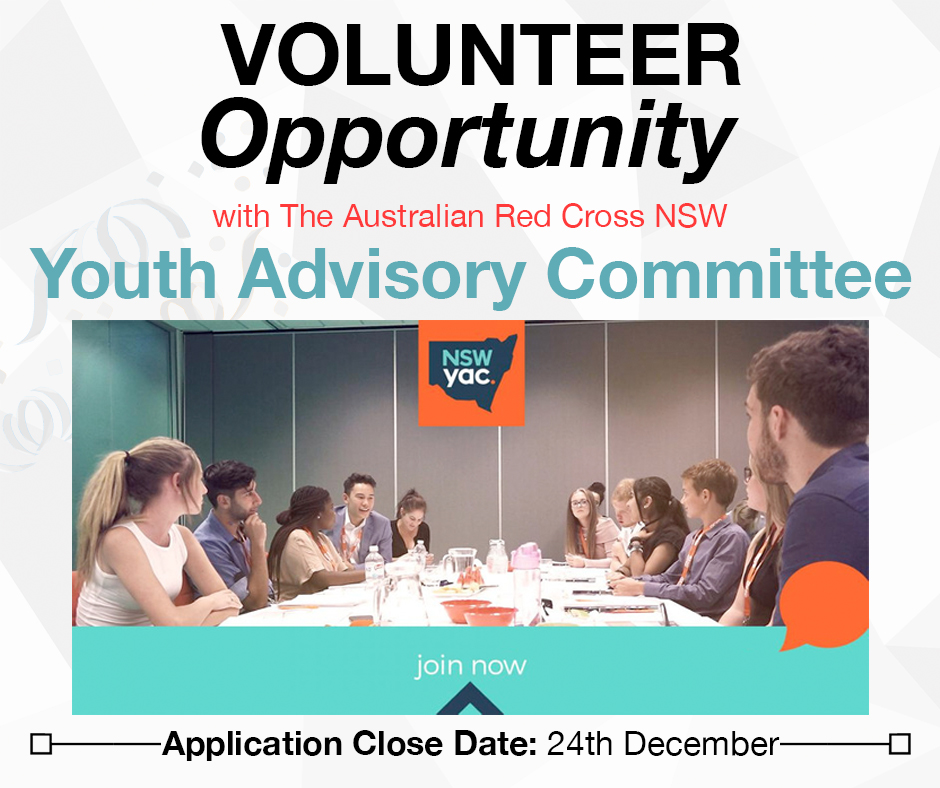 VOLUNTEER
Opportunity
with The Australian Red Cross NSW
Youth Advisory Committee
NSW
yac.
join now
Application Close Date: 24th December